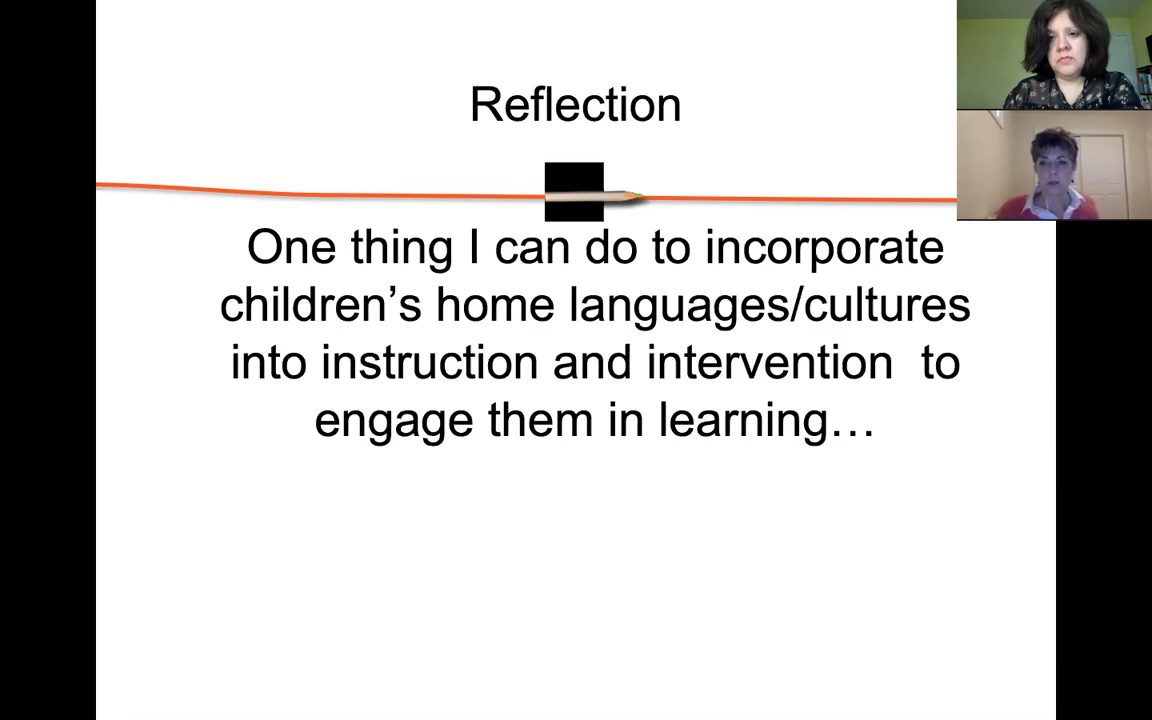 Reflection
One thing I can do to incorporate
children’s home languages/cultures
into instruction and intervention  to
engage them in learning…